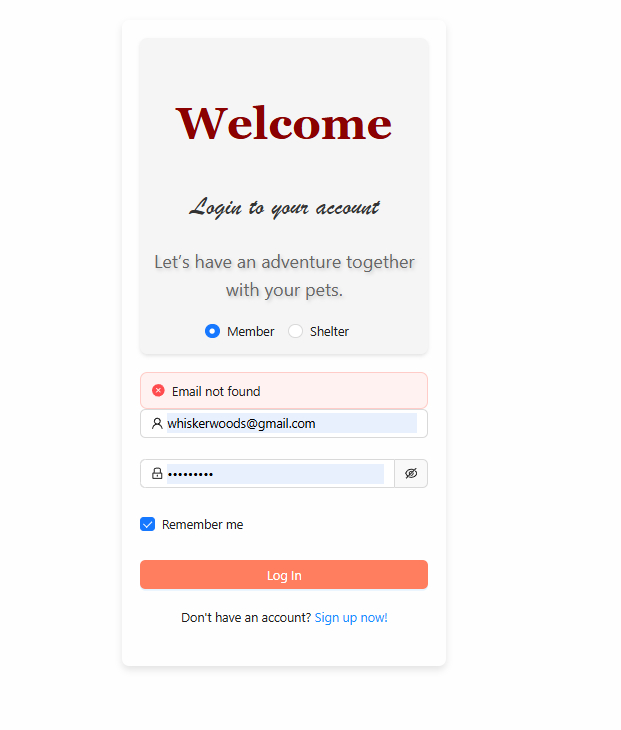 Welcome
Login to your account
Let's have an adventure together
with your pets.
Member Shelter
Email not found
whiskerwoods@gmail.com
•••••••••
Remember me
Log In
Don't have an account? Sign up now!